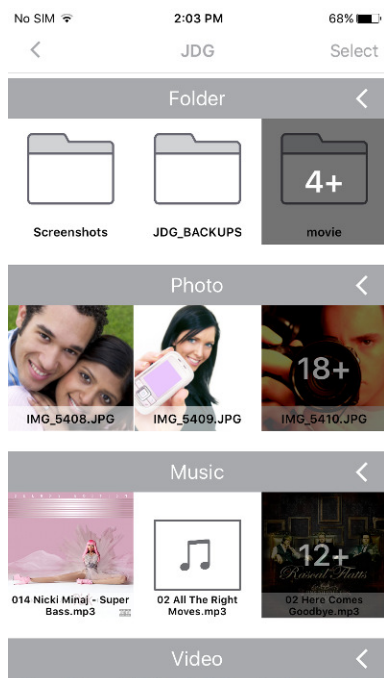 No SIM 2:03 PM 68%
JDG Select
Folder
4+
Screenshots JDG_BACKUPS movie
Photo
18+
IMG_5408.JPG IMG_5409.JPG IMG_5410.JPG
Music
12+
Rascal Flatts
014 Nicki Minaj - Super Bass.mp3
02 All The Right Moves.mp3
02 Here Comes Goodbye.mp3
Video